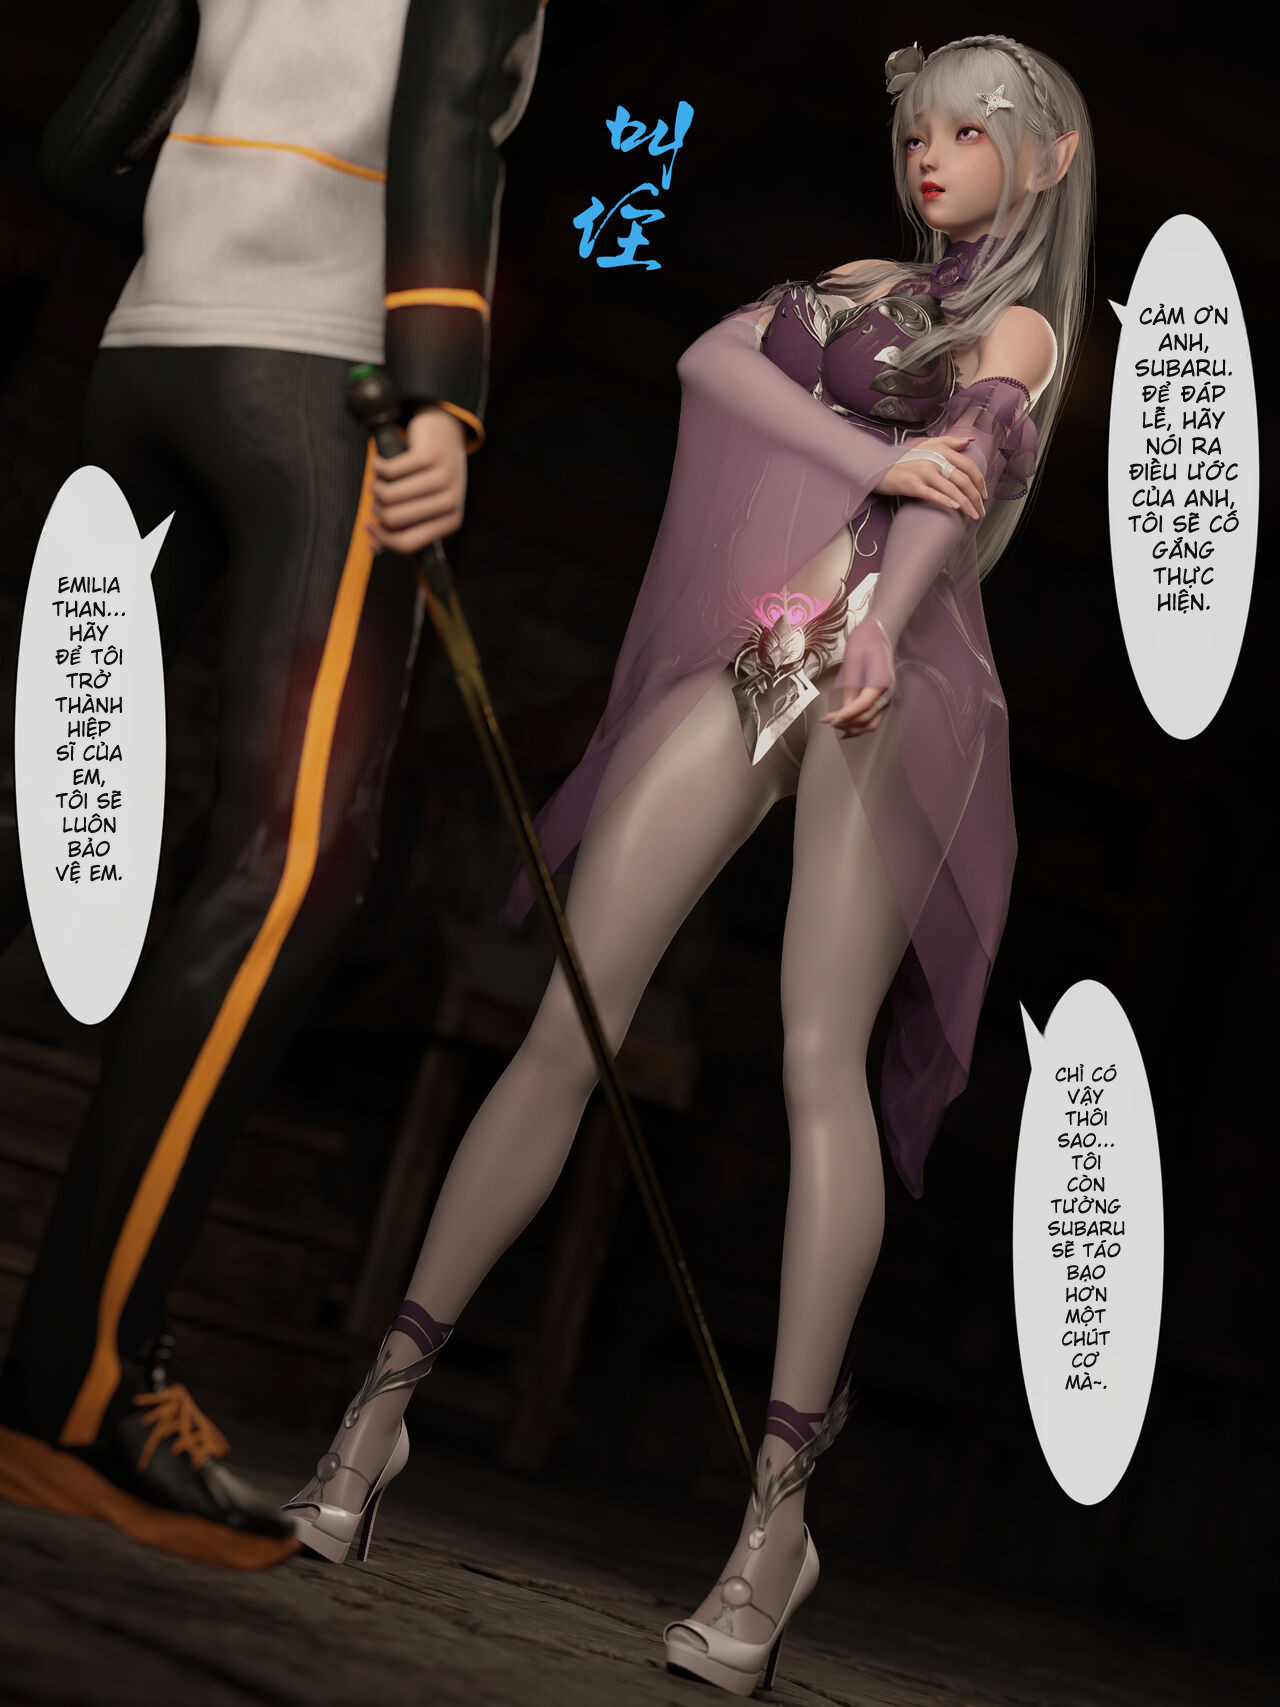 叫
住
CẢM ƠN
ANH,
SUBARU.
ĐỂ ĐÁP
LỄ, HÃY
NÓI RA
ĐIỀU ƯỚC
CỦA ANH,
TÔI SẼ CỐ
GẮNG
THỰC
HIỆN.
EMILIA
THAN...
HÃY
ĐỂ TÔI
TRỞ
THÀNH
HIỆP
SĨ CỦA
EM,
TÔI SẼ
LUÔN
BẢO
VỆ EM.
CHỈ CÓ
VẬY
THÔI
SAO...
TÔI
CÒN
TƯỞNG
SUBARU
SẼ TÁO
BẠO
HƠN
MỘT
CHÚT
CƠ
MÀ~.